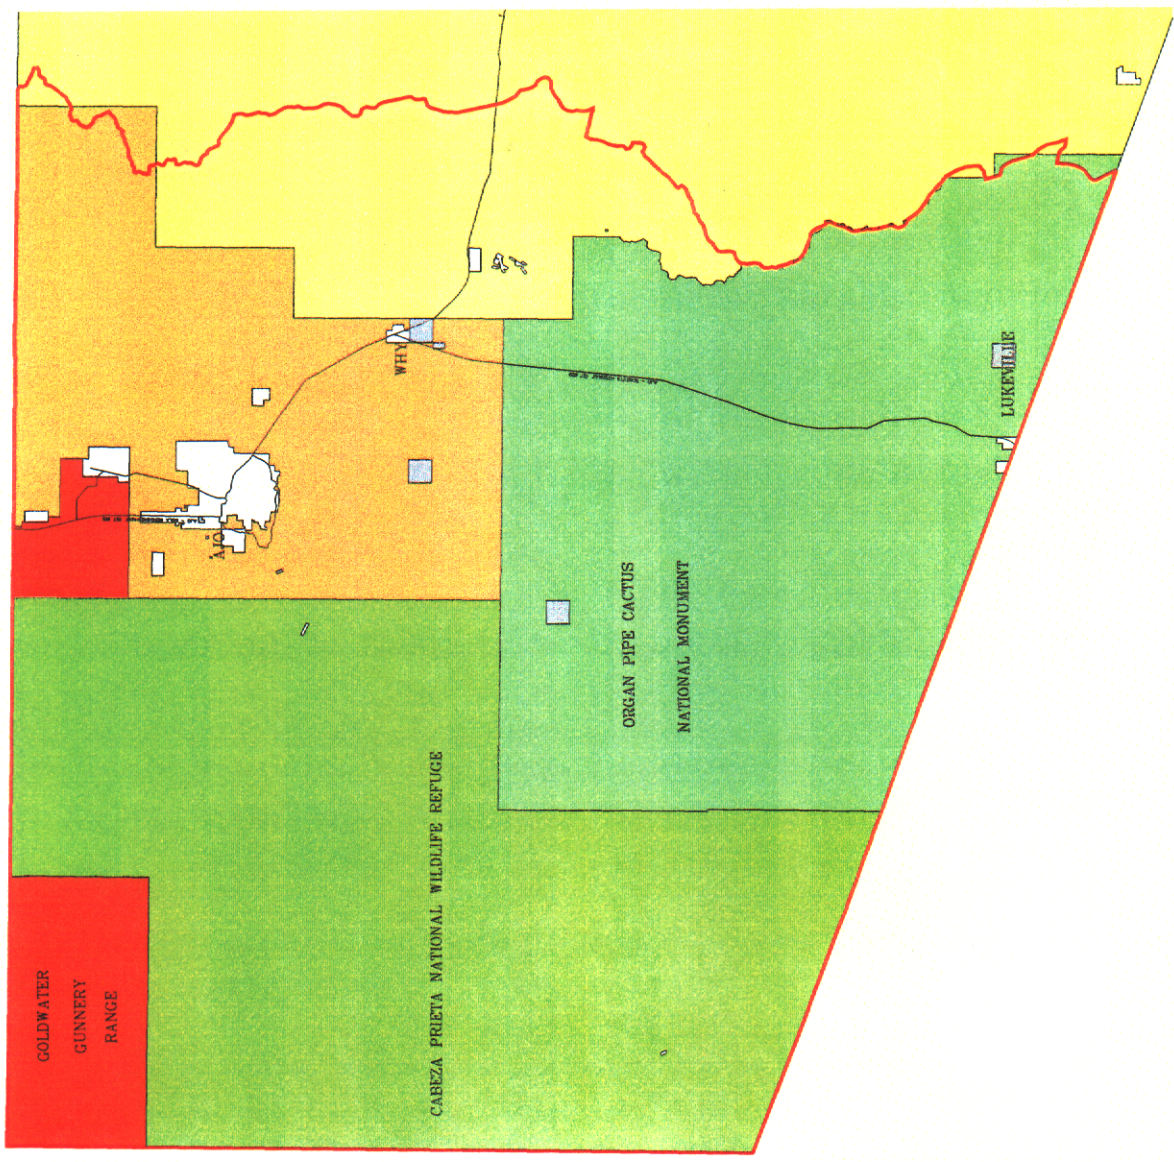 WHY
LUKEVILLE
AJO
ORGAN PIPE CACTUS
NATIONAL MONUMENT
CABEZA PRIETA NATIONAL WILDLIFE REFUGE
GOLDWATER
GUNNERY
RANGE